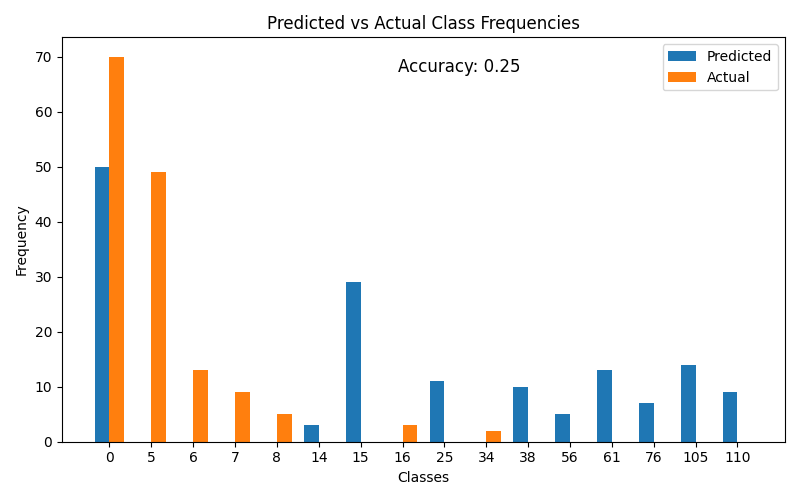 Predicted vs Actual Class Frequencies
Accuracy: 0.25
Predicted
Actual
Frequency
70
60
50
40
30
20
10
0
0 5 6 7 8 14 15 16 25 34 38 56 61 76 105 110
Classes